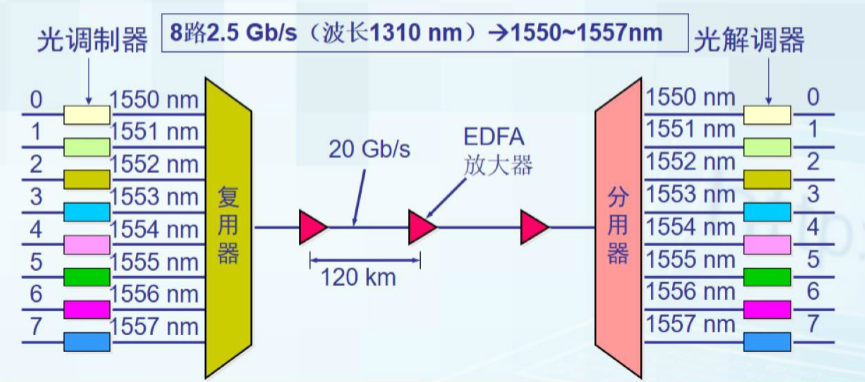 光调制器
8路2.5 Gb/s（波长1310 nm）→1550~1557nm
光解调器
0 1550 nm
1 1551 nm
2 1552 nm
3 1553 nm
4 1554 nm
5 1555 nm
6 1556 nm
7 1557 nm
复用器
20 Gb/s
EDFA
放大器
120 km
分用器
1550 nm 0
1551 nm 1
1552 nm 2
1553 nm 3
1554 nm 4
1555 nm 5
1556 nm 6
1557 nm 7